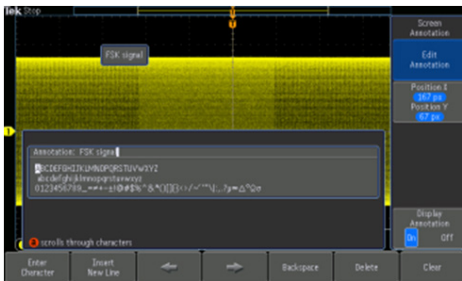 Tek Stop
FSK signal
Screen
Annotation
Edit
Annotation
Position X
167 px
Position Y
67 px
Annotation: FSK signal
ABCDEFGHIJKLMNOPQRSTUVWXYZ
abcdefghijklmnopqrstuvwxyz
scrolls through characters
Display
Annotation
On Off
Enter
Character
Insert
New Line
Backspace
Delete
Clear